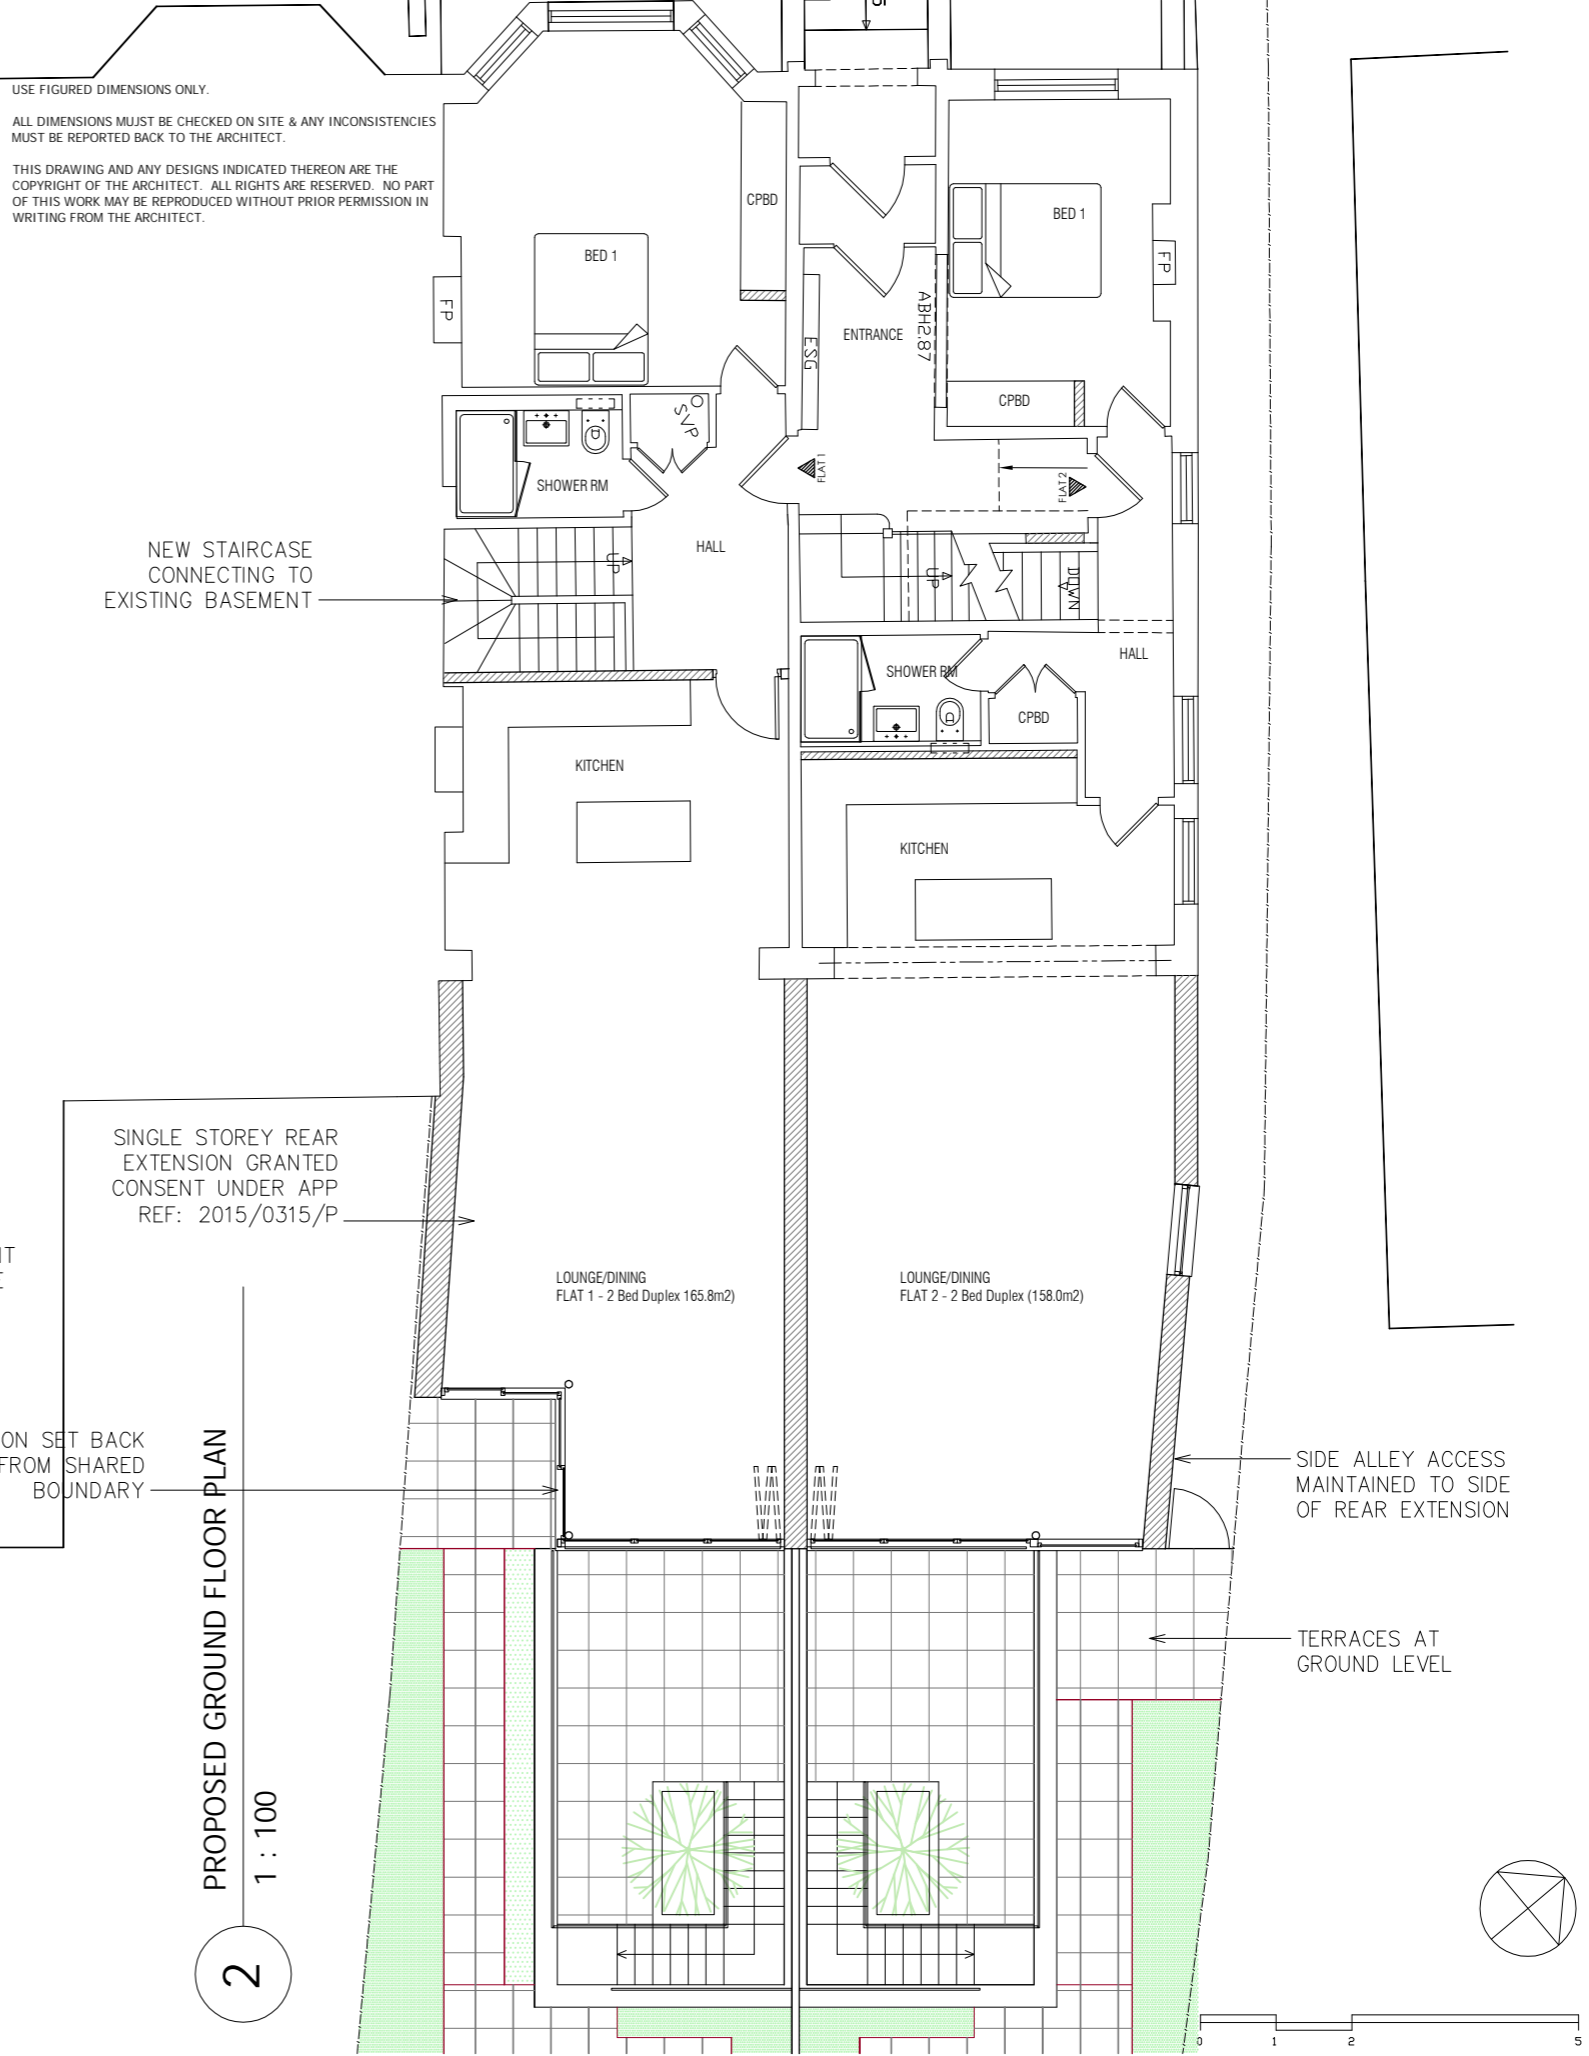 USE FIGURED DIMENSIONS ONLY.
ALL DIMENSIONS MUJST BE CHECKED ON SITE & ANY INCONSISTENCIES
MUST BE REPORTED BACK TO THE ARCHITECT.
THIS DRAWING AND ANY DESIGNS INDICATED THEREON ARE THE
COPYRIGHT OF THE ARCHITECT. ALL RIGHTS ARE RESERVED. NO PART
OF THIS WORK MAY BE REPRODUCED WITHOUT PRIOR PERMISSION IN
WRITING FROM THE ARCHITECT.
CPBD
BED 1
BED 1
FP
FP
ENTRANCE
ABH2.87
ESG
CPBD
SVP
SHOWER RM
FLAT 1
FLAT 2
HALL
UP
UP
DOWN
NEW STAIRCASE
CONNECTING TO
EXISTING BASEMENT
SHOWER RM
HALL
CPBD
KITCHEN
KITCHEN
SINGLE STOREY REAR
EXTENSION GRANTED
CONSENT UNDER APP
REF: 2015/0315/P
LOUNGE/DINING
FLAT 1 - 2 Bed Duplex 165.8m2)
LOUNGE/DINING
FLAT 2 - 2 Bed Duplex (158.0m2)
ON SET BACK
FROM SHARED
BOUNDARY
SIDE ALLEY ACCESS
MAINTAINED TO SIDE
OF REAR EXTENSION
TERRACES AT
GROUND LEVEL
PROPOSED GROUND FLOOR PLAN
1 : 100
2
0 1 2 5